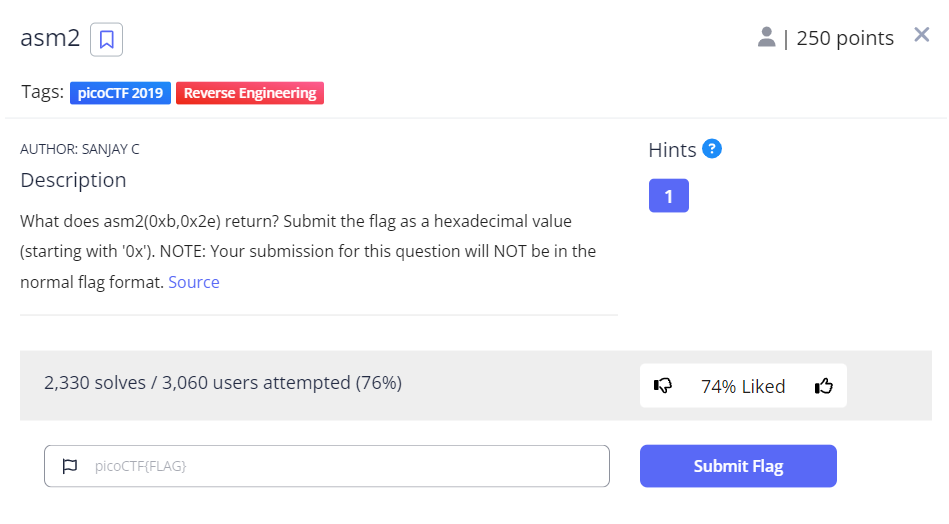 asm2
| 250 points
Tags: picoCTF 2019 Reverse Engineering
AUTHOR: SANJAY C
Hints ?
Description
1
What does asm2(0xb,0x2e) return? Submit the flag as a hexadecimal value
(starting with '0x'). NOTE: Your submission for this question will NOT be in the
normal flag format. Source
2,330 solves / 3,060 users attempted (76%)
74% Liked
picoCTF{FLAG}
Submit Flag